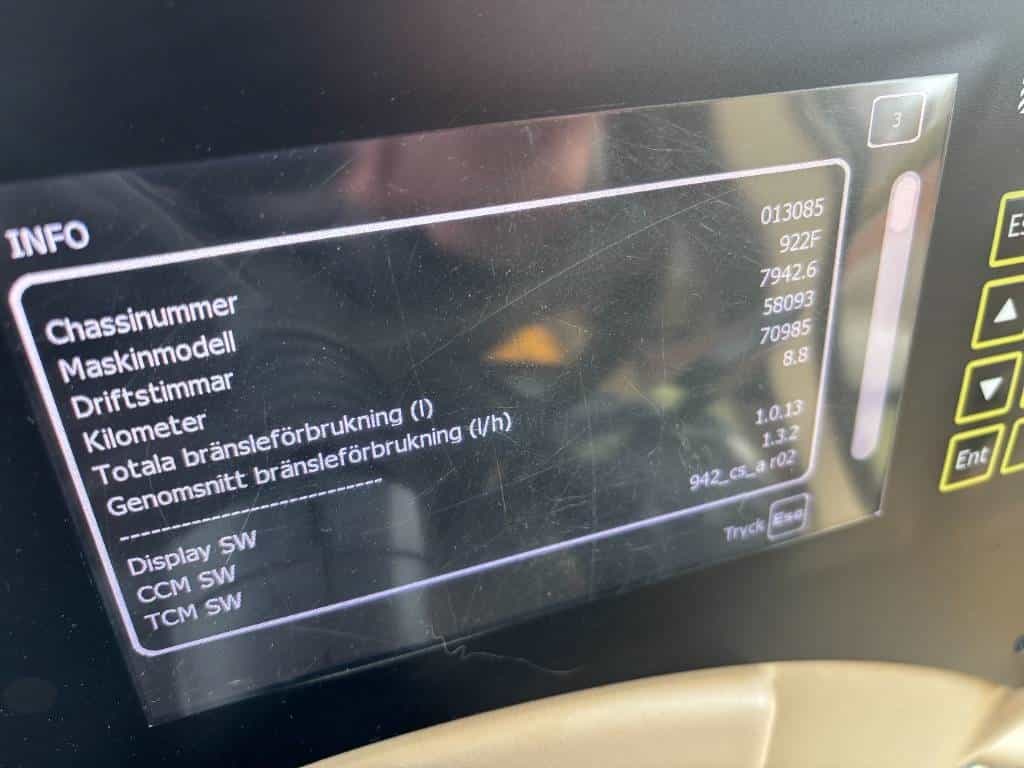 3
INFO
Chassinummer 013085
Maskinmodell 922F
Driftstimmar 7942.6
Kilometer 58093
Totala bränsleförbrukning (l) 70985
Genomsnitt bränsleförbrukning (l/h) 8.8
------------------------
Display SW 1.0.13
CCM SW 1.3.2
TCM SW 942_cs_a r02
Tryck Esc
Es
Ent